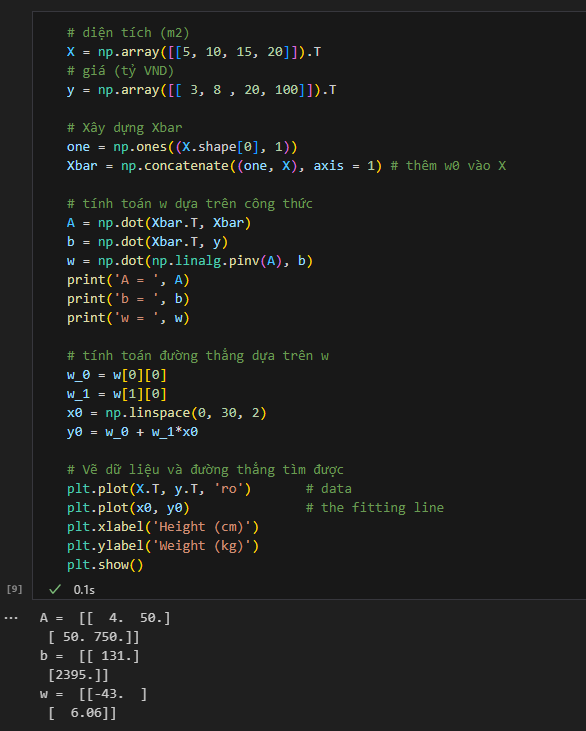 # diện tích (m2)
X = np.array([[5, 10, 15, 20]]).T
# giá (tỷ VND)
y = np.array([[ 3, 8 , 20, 100]]).T
# Xây dựng Xbar
one = np.ones((X.shape[0], 1))
Xbar = np.concatenate((one, X), axis = 1) # thêm w0 vào X
# tính toán w dựa trên công thức
A = np.dot(Xbar.T, Xbar)
b = np.dot(Xbar.T, y)
w = np.dot(np.linalg.pinv(A), b)
print('A = ', A)
print('b = ', b)
print('w = ', w)
# tính toán đường thẳng dựa trên w
w_0 = w[0][0]
w_1 = w[1][0]
x0 = np.linspace(0, 30, 2)
y0 = w_0 + w_1*x0
# Vẽ dữ liệu và đường thẳng tìm được
plt.plot(X.T, y.T, 'ro')       # data
plt.plot(x0, y0)               # the fitting line
plt.xlabel('Height (cm)')
plt.ylabel('Weight (kg)')
plt.show()
[9] ✓ 0.1s
... A =  [[  4.  50.]
 [ 50. 750.]]
b =  [[ 131.]
 [2395.]]
w =  [[-43.  ]
 [  6.06]]